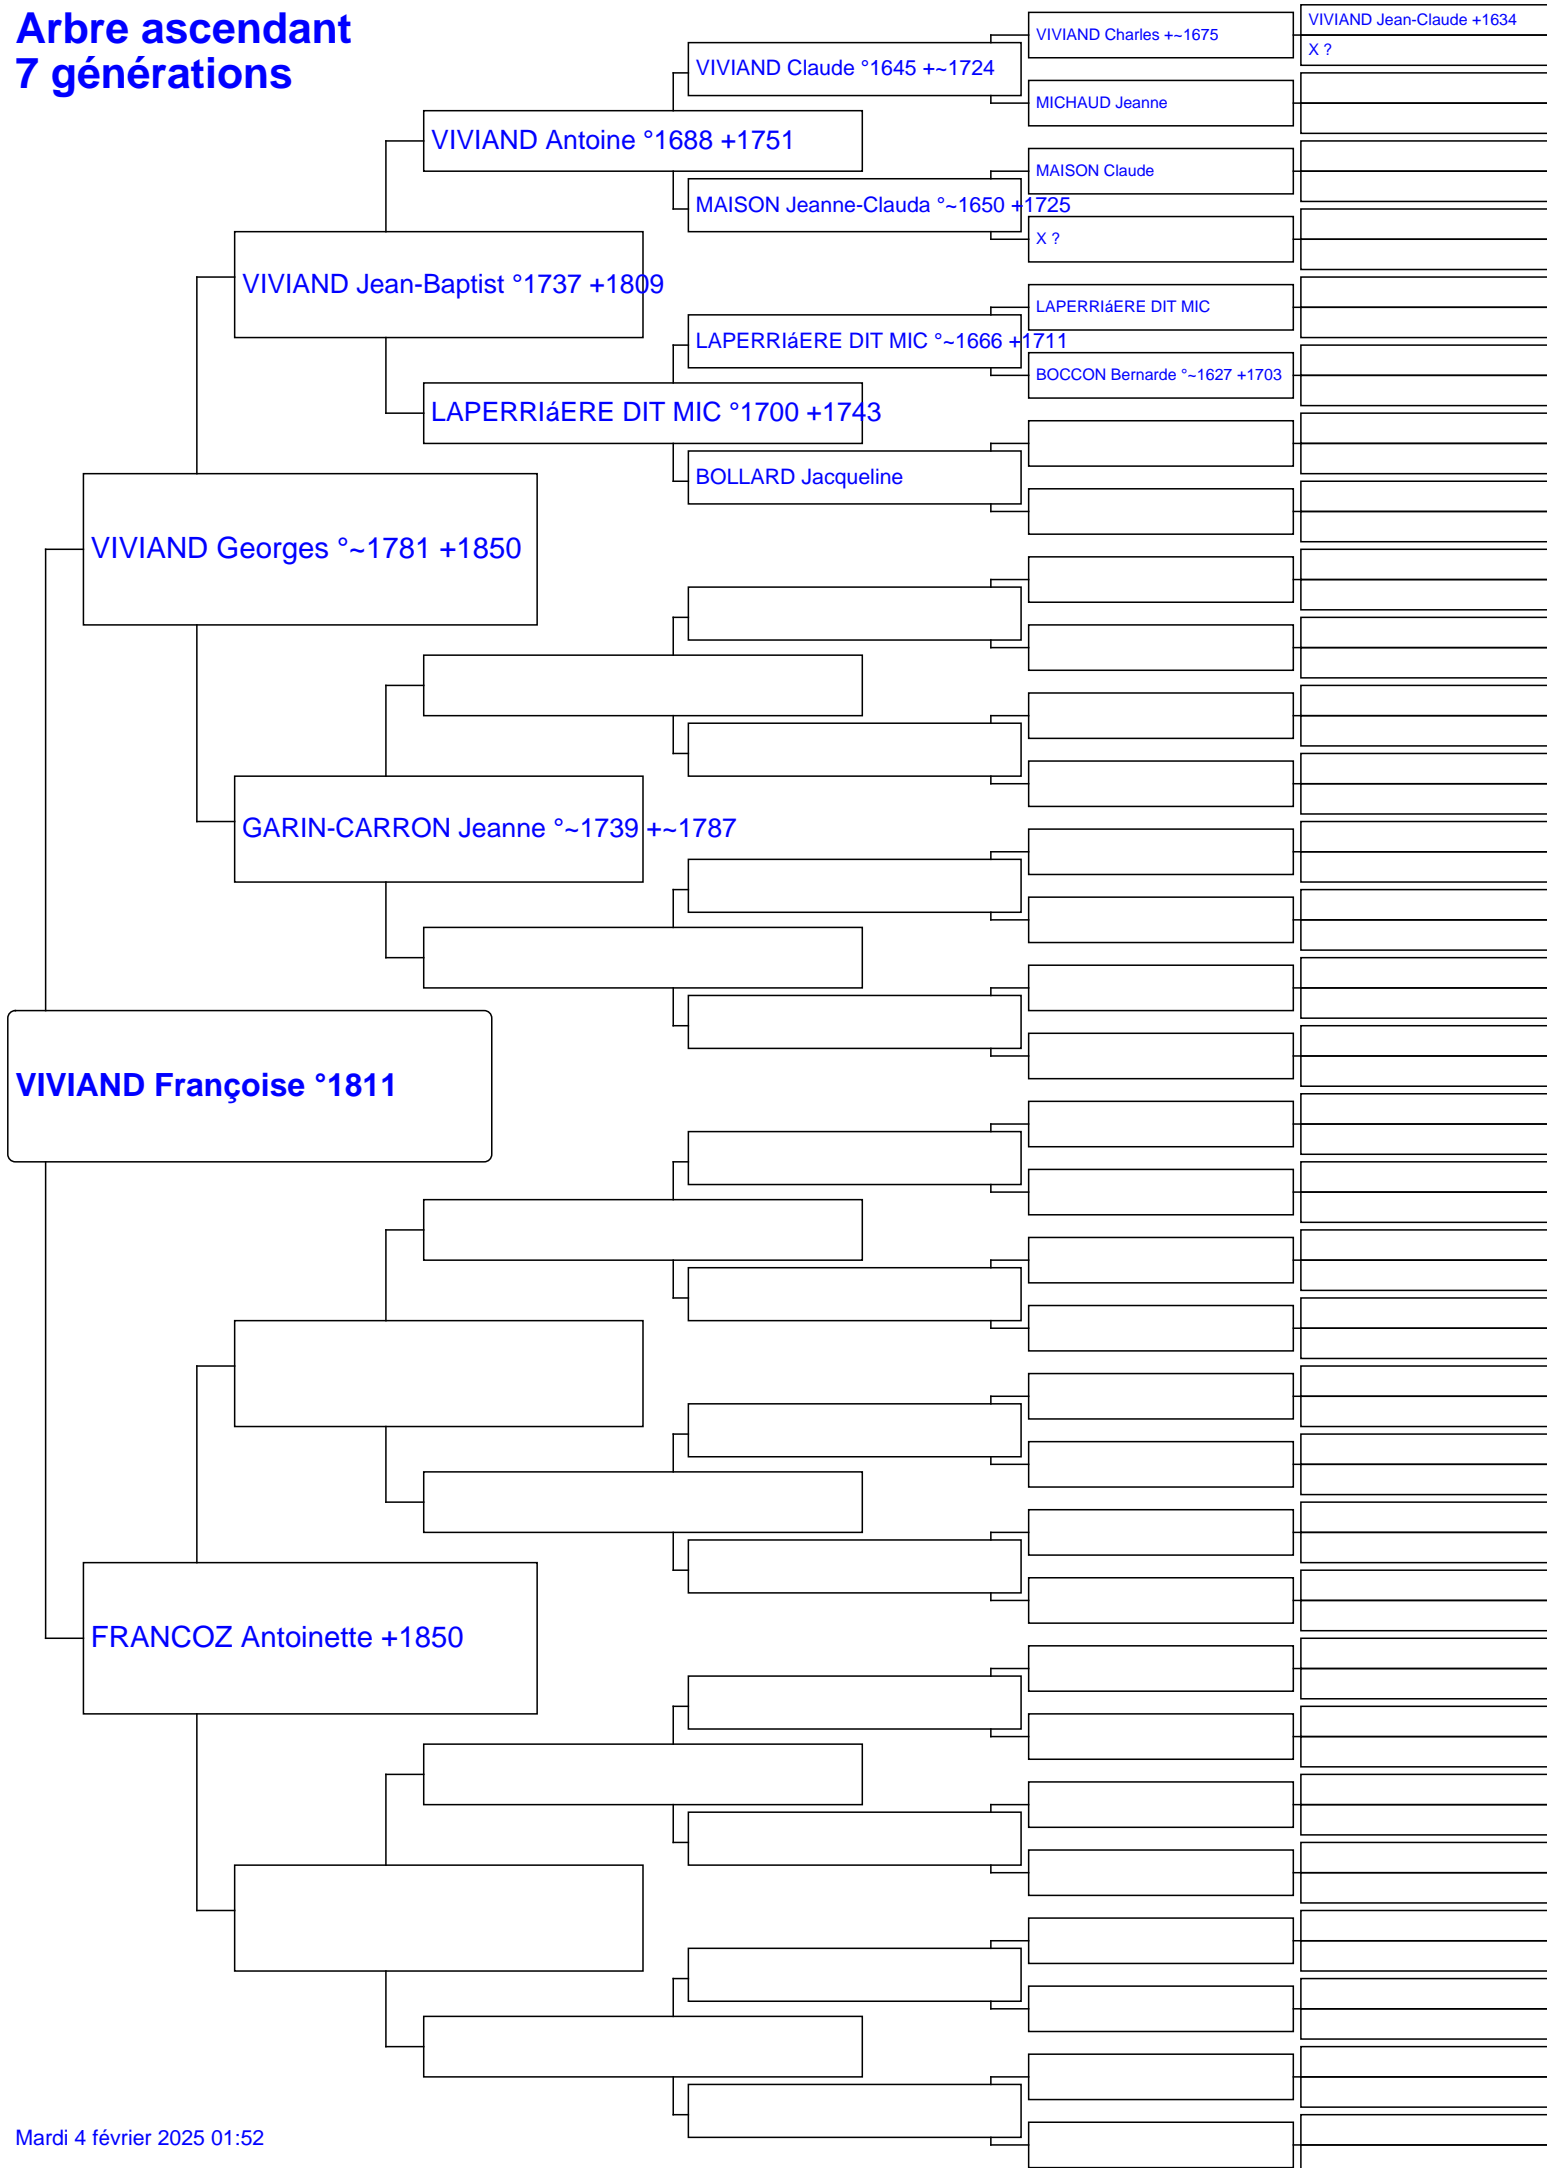 Arbre ascendant
7 générations
VIVIAND Jean-Claude +1634
X ?
VIVIAND Charles +~1675
VIVIAND Claude °1645 +~1724
MICHAUD Jeanne
VIVIAND Antoine °1688 +1751
MAISON Claude
MAISON Jeanne-Clauda °~1650 +1725
X ?
VIVIAND Jean-Baptist °1737 +1809
LAPERRIáERE DIT MIC
LAPERRIáERE DIT MIC °~1666 +1711
BOCCON Bernarde °~1627 +1703
LAPERRIáERE DIT MIC °1700 +1743
BOLLARD Jacqueline
VIVIAND Georges °~1781 +1850
GARIN-CARRON Jeanne °~1739 +~1787
VIVIAND Françoise °1811
FRANCOZ Antoinette +1850
Mardi 4 février 2025 01:52